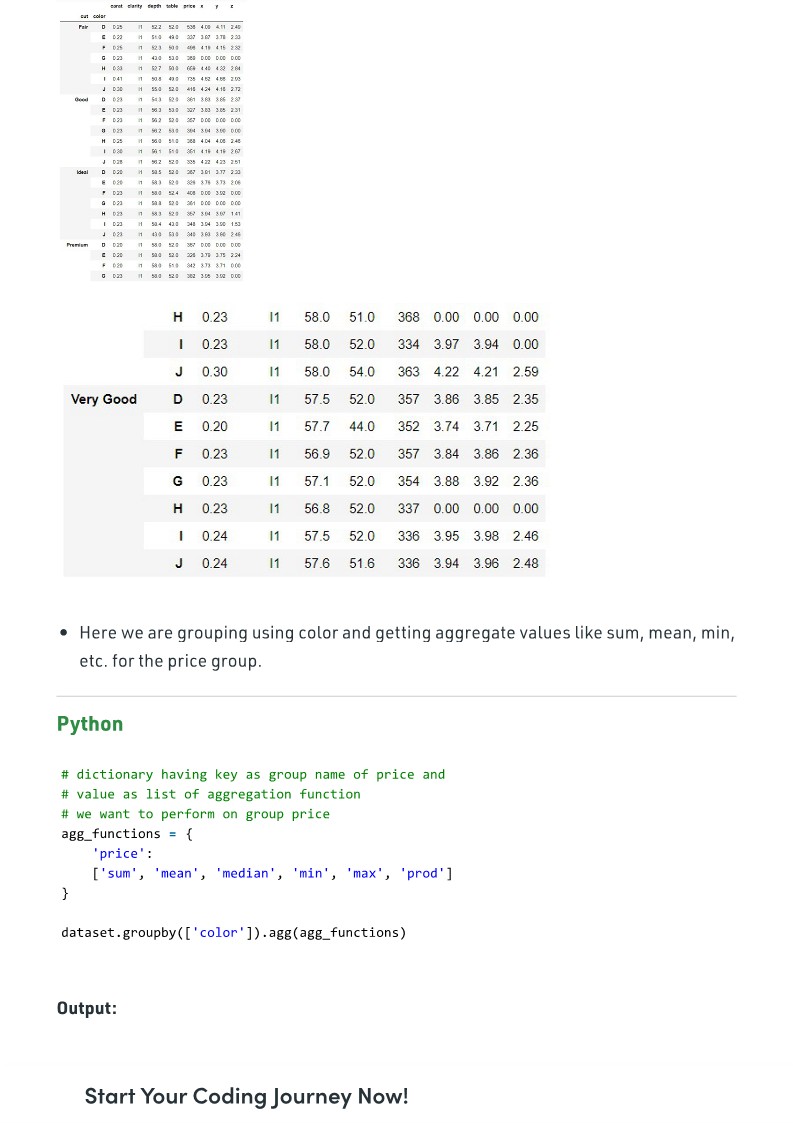 carat clarity depth table price x y z
cut color
Fair D 0.25 I1 52.2 52.0 536 4.09 4.11 2.49
E 0.22 I1 51.0 49.0 337 3.87 3.78 2.33
F 0.25 I1 52.3 50.0 496 4.19 4.15 2.32
G 0.23 I1 43.0 53.0 369 0.00 0.00 0.00
H 0.33 I1 52.7 50.0 659 4.40 4.32 2.84
I 0.41 I1 50.8 49.0 735 4.62 4.69 2.93
J 0.30 I1 55.0 52.0 416 4.24 4.16 2.72
Good D 0.23 I1 54.3 52.0 361 3.83 3.85 2.37
E 0.23 I1 56.3 53.0 327 3.83 3.85 2.31
F 0.23 I1 56.2 52.0 357 0.00 0.00 0.00
G 0.23 I1 56.2 53.0 394 3.94 3.90 0.00
H 0.25 I1 56.0 51.0 368 4.04 4.08 2.46
I 0.30 I1 56.1 51.0 351 4.19 4.19 2.67
J 0.28 I1 56.2 52.0 335 4.22 4.23 2.61
Ideal D 0.20 I1 58.5 52.0 367 3.81 3.77 2.33
E 0.20 I1 58.3 52.0 326 3.76 3.73 2.06
F 0.23 I1 58.0 52.4 408 0.00 3.92 0.00
G 0.23 I1 58.8 52.0 361 0.00 0.00 0.00
H 0.23 I1 58.3 52.0 357 3.94 3.97 1.41
I 0.23 I1 58.4 43.0 348 3.94 3.90 1.53
J 0.23 I1 43.0 53.0 340 3.93 3.90 2.46
Premium D 0.20 I1 58.0 52.0 367 0.00 0.00 0.00
E 0.20 I1 58.0 52.0 326 3.79 3.75 2.24
F 0.20 I1 58.0 51.0 342 3.73 3.71 0.00
G 0.23 I1 58.0 52.0 382 3.95 3.92 0.00
H 0.23 I1 58.0 51.0 368 0.00 0.00 0.00
I 0.23 I1 58.0 52.0 334 3.97 3.94 0.00
J 0.30 I1 58.0 54.0 363 4.22 4.21 2.59
Very Good D 0.23 I1 57.5 52.0 357 3.86 3.85 2.35
E 0.20 I1 57.7 44.0 352 3.74 3.71 2.25
F 0.23 I1 56.9 52.0 357 3.84 3.86 2.36
G 0.23 I1 57.1 52.0 354 3.88 3.92 2.36
H 0.23 I1 56.8 52.0 337 0.00 0.00 0.00
I 0.24 I1 57.5 52.0 336 3.95 3.98 2.46
J 0.24 I1 57.6 51.6 336 3.94 3.96 2.48
• Here we are grouping using color and getting aggregate values like sum, mean, min,
etc. for the price group.
Python
# dictionary having key as group name of price and
# value as list of aggregation function
# we want to perform on group price
agg_functions = {
'price':
['sum', 'mean', 'median', 'min', 'max', 'prod']
}
dataset.groupby(['color']).agg(agg_functions)
Output:
Start Your Coding Journey Now!